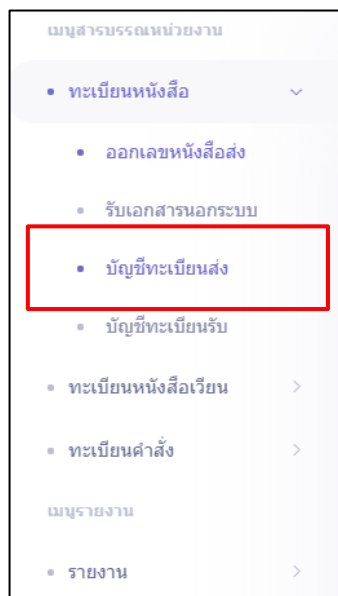 เมนูสารบรรณหน่วยงาน
ทะเบียนหนังสือ
ออกเลขหนังสือส่ง
รับเอกสารนอกระบบ
บัญชีทะเบียนส่ง
บัญชีทะเบียนรับ
ทะเบียนหนังสือเวียน
ทะเบียนคำสั่ง
เมนูรายงาน
รายงาน